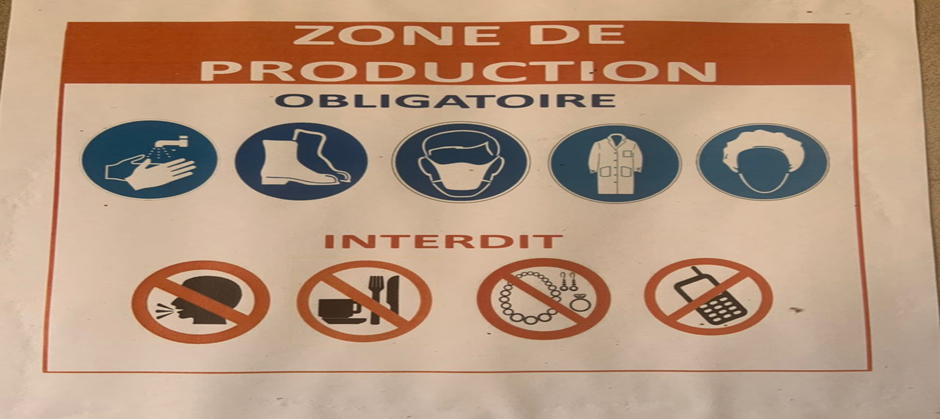 ZONE DE
PRODUCTION
OBLIGATOIRE
INTERDIT